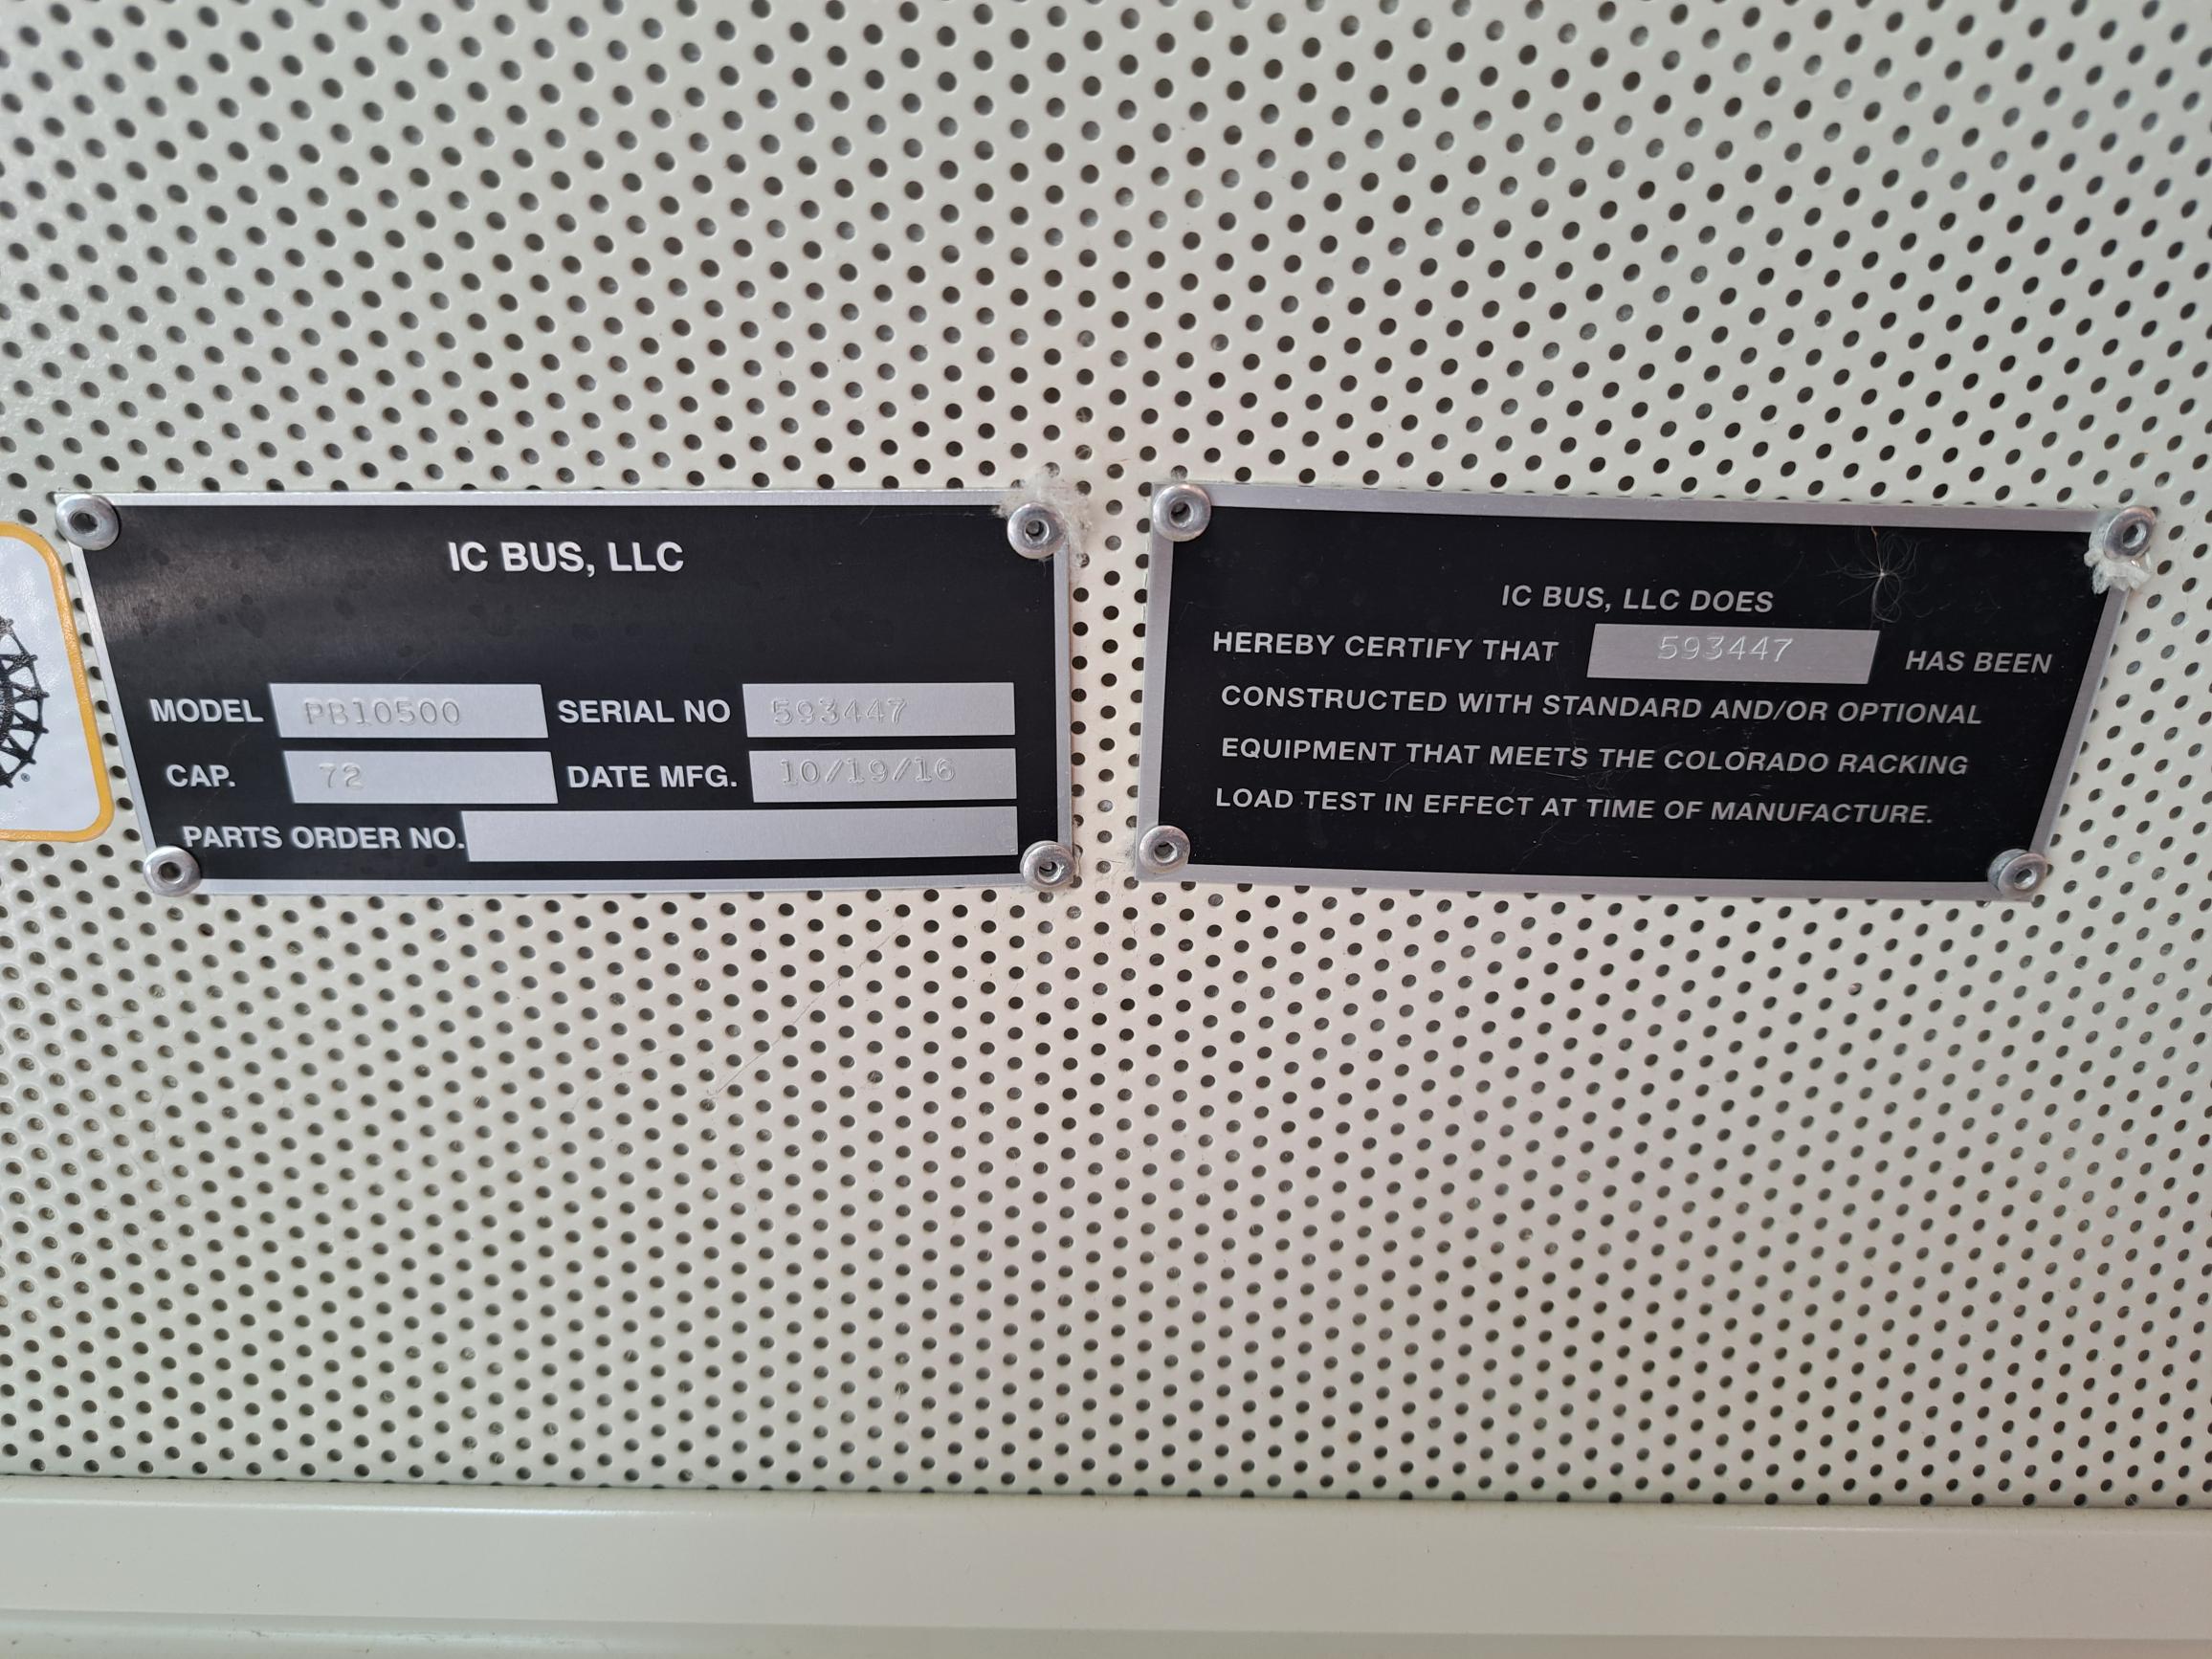 IC BUS, LLC
MODEL PB10500 SERIAL NO 593447
CAP. 72 DATE MFG. 10/19/16
PARTS ORDER NO.
IC BUS, LLC DOES
HEREBY CERTIFY THAT 593447 HAS BEEN
CONSTRUCTED WITH STANDARD AND/OR OPTIONAL
EQUIPMENT THAT MEETS THE COLORADO RACKING
LOAD TEST IN EFFECT AT TIME OF MANUFACTURE.
®